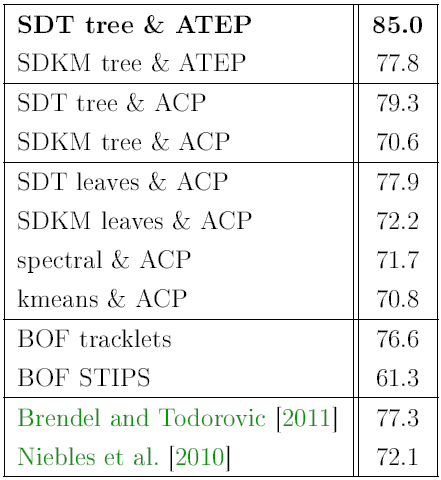 SDT tree & ATEP 85.0
SDKM tree & ATEP 77.8
SDT tree & ACP 79.3
SDKM tree & ACP 70.6
SDT leaves & ACP 77.9
SDKM leaves & ACP 72.2
spectral & ACP 71.7
kmeans & ACP 70.8
BOF tracklets 76.6
BOF STIPS 61.3
Brendel and Todorovic [2011] 77.3
Niebles et al. [2010] 72.1